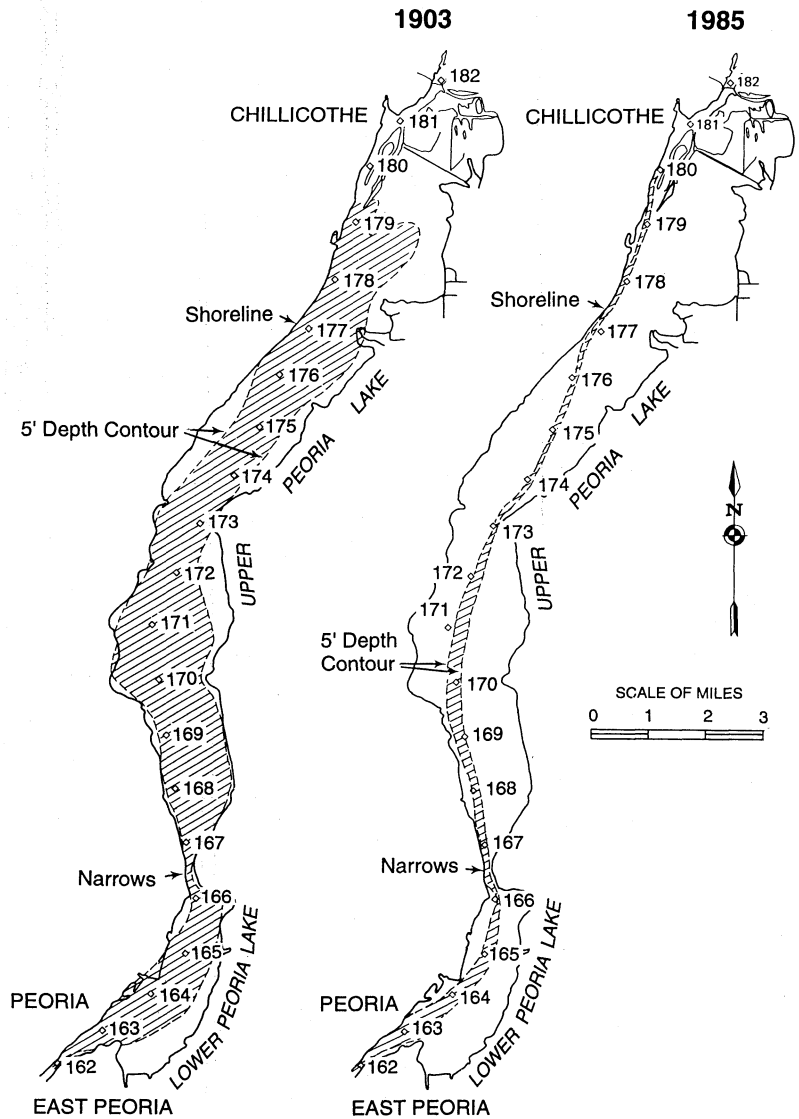 1903
182
CHILLICOTHE
181
180
179
178
Shoreline
177
176
LAKE
5' Depth Contour
175
PEORIA
174
173
172
UPPER
171
170
169
168
167
Narrows
166
165
LOWER PEORIA LAKE
PEORIA
164
163
162
EAST PEORIA
1985
182
CHILLICOTHE
181
180
179
178
Shoreline
177
176
LAKE
175
PEORIA
174
173
172
UPPER
171
5' Depth
Contour
170
169
168
167
Narrows
166
165
LOWER PEORIA LAKE
PEORIA
164
163
162
EAST PEORIA
N
SCALE OF MILES
0 1 2 3